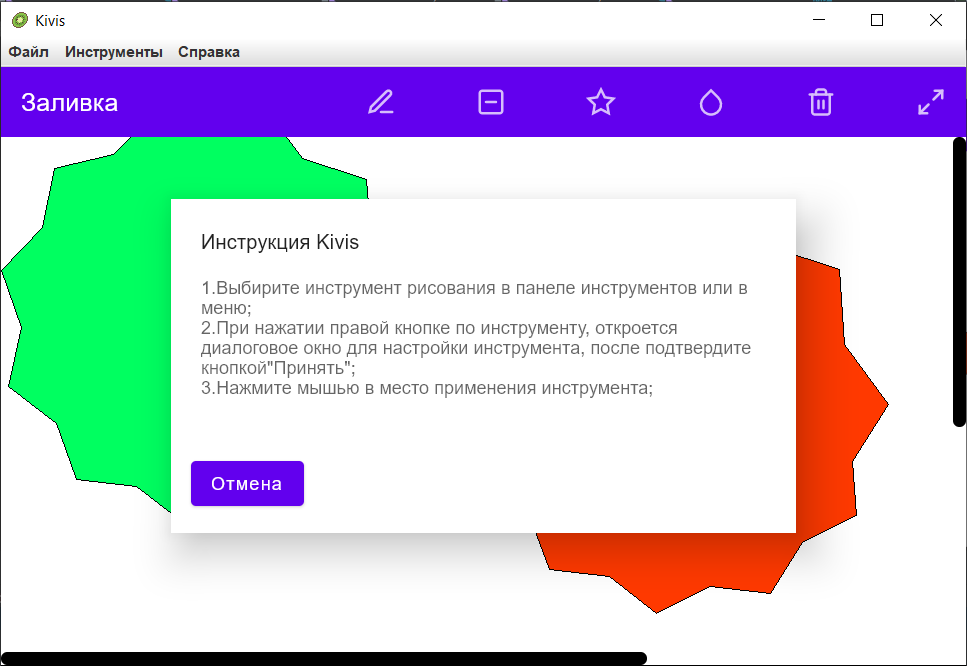 Kivis
Файл Инструменты Справка
Заливка
Инструкция Kivis
1.Выбирите инструмент рисования в панеле инструментов или в
меню;
2.При нажатии правой кнопке по инструменту, откроется
диалоговое окно для настройки инструмента, после подтвердите
кнопкой"Принять";
3.Нажмите мышью в место применения инструмента;
Отмена